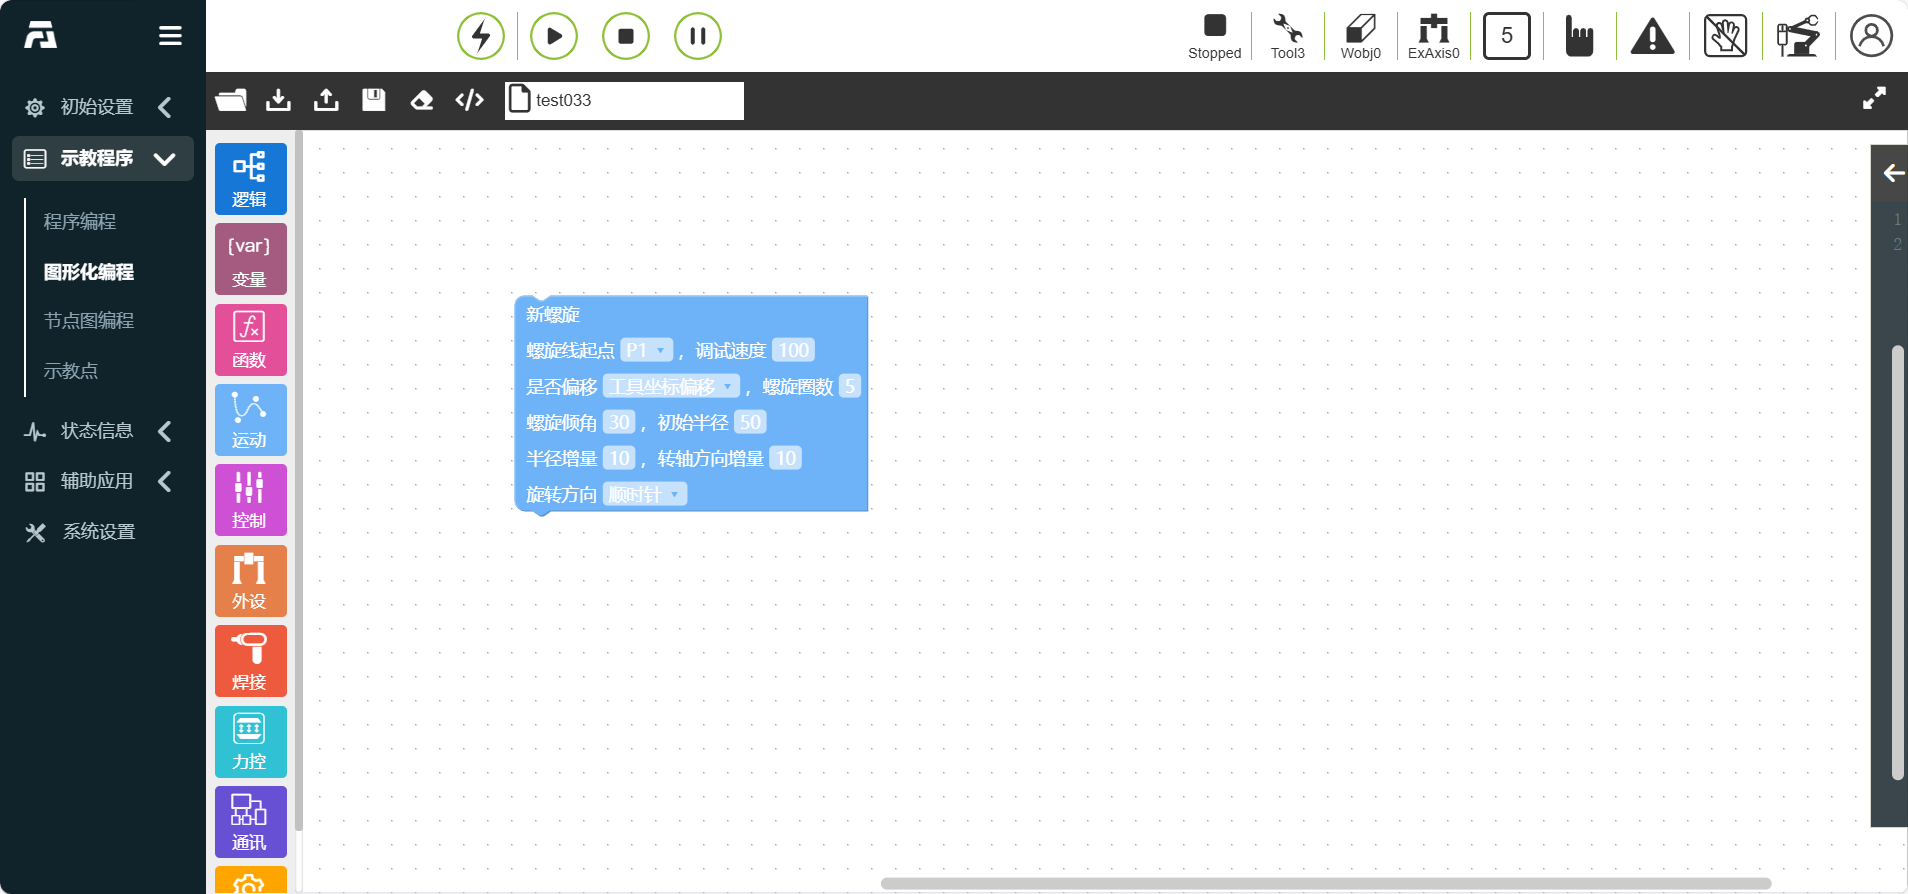 Stopped
Tool3
Wobj0
ExAxis0
5
test033
初始设置
示教程序
程序编程
图形化编程
节点图编程
示教点
状态信息
辅助应用
系统设置
逻辑
{var}
变量
fx
函数
运动
控制
外设
焊接
力控
通讯
新螺旋
螺旋线起点 P1 ，调试速度 100
是否偏移 工具坐标偏移 ，螺旋圈数 5
螺旋倾角 30 ，初始半径 50
半径增量 10 ，转轴方向增量 10
旋转方向 顺时针
1
2